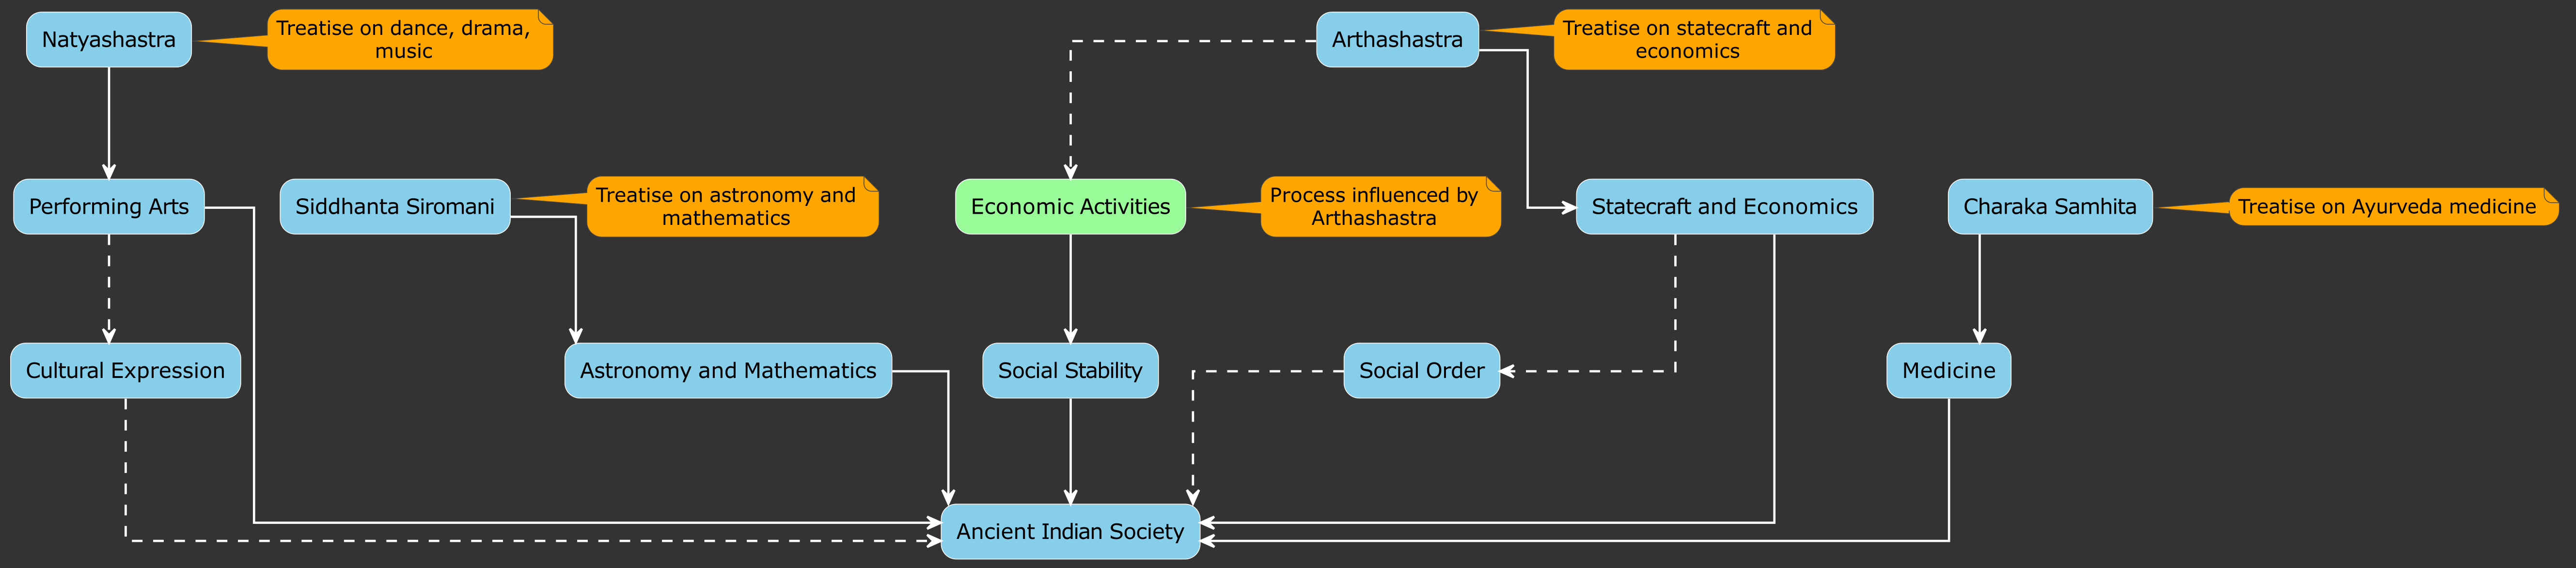 Natyashastra
Treatise on dance, drama,
music
Arthashastra
Treatise on statecraft and
economics
Performing Arts
Siddhanta Siromani
Treatise on astronomy and
mathematics
Economic Activities
Process influenced by
Arthashastra
Statecraft and Economics
Charaka Samhita
Treatise on Ayurveda medicine
Cultural Expression
Astronomy and Mathematics
Social Stability
Social Order
Medicine
Ancient Indian Society